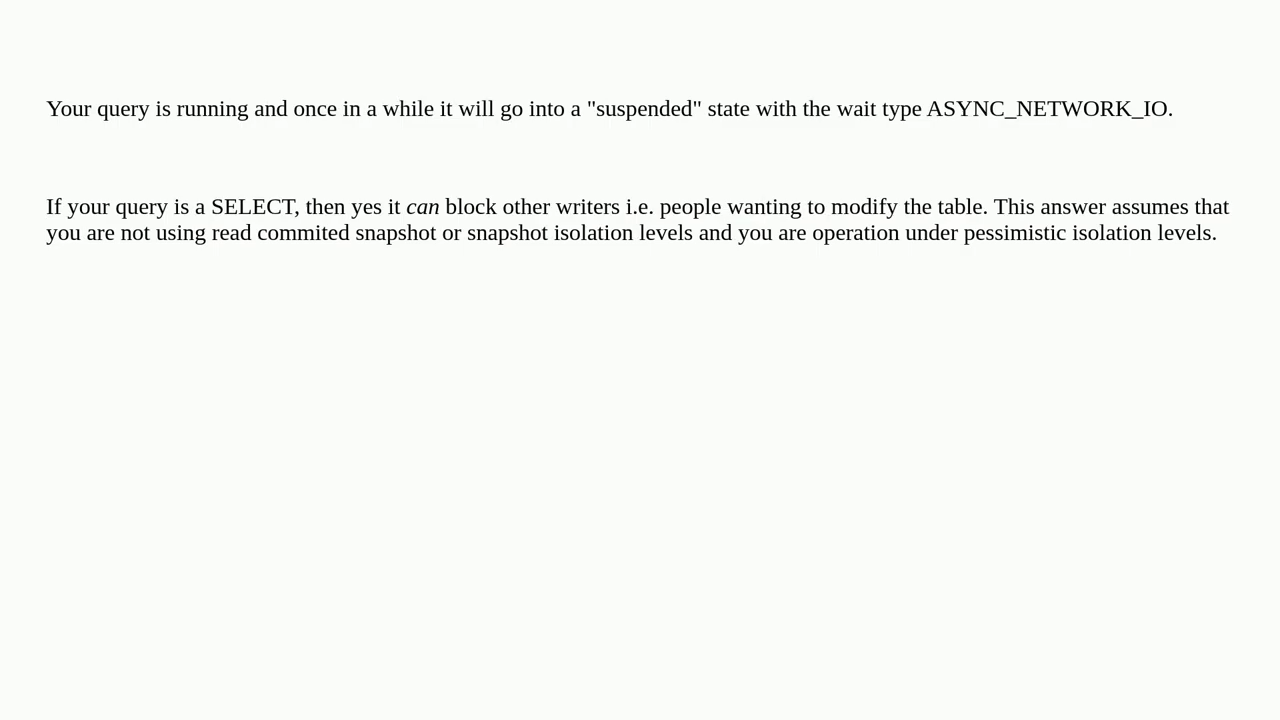 Your query is running and once in a while it will go into a "suspended" state with the wait type ASYNC_NETWORK_IO.
If your query is a SELECT, then yes it can block other writers i.e. people wanting to modify the table. This answer assumes that
you are not using read commited snapshot or snapshot isolation levels and you are operation under pessimistic isolation levels.